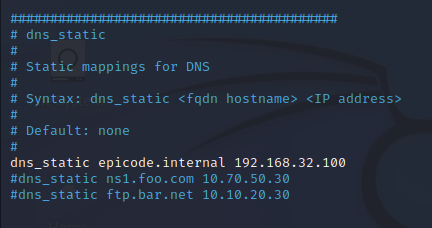 #########################################
# dns_static
#
# Static mappings for DNS
#
# Syntax: dns_static <fqdn hostname> <IP address>
#
# Default: none
#
dns_static epicode.internal 192.168.32.100
#dns_static ns1.foo.com 10.70.50.30
#dns_static ftp.bar.net 10.10.20.30